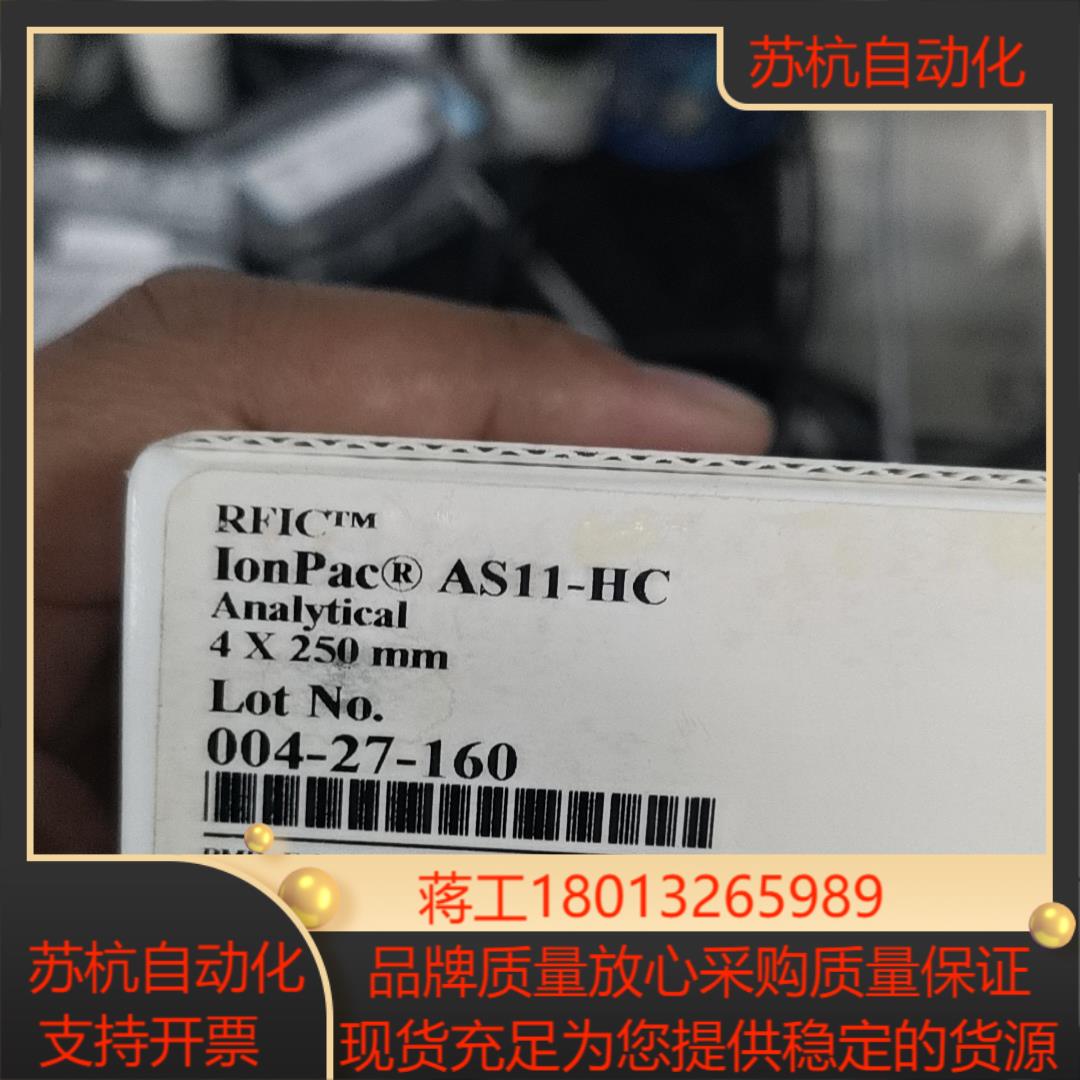 苏杭自动化
RFIC™
IonPac® AS11-HC
Analytical
4 X 250 mm
Lot No.
004-27-160
蒋工18013265989
苏杭自动化
支持开票
品牌质量放心采购质量保证
现货充足为您提供稳定的货源